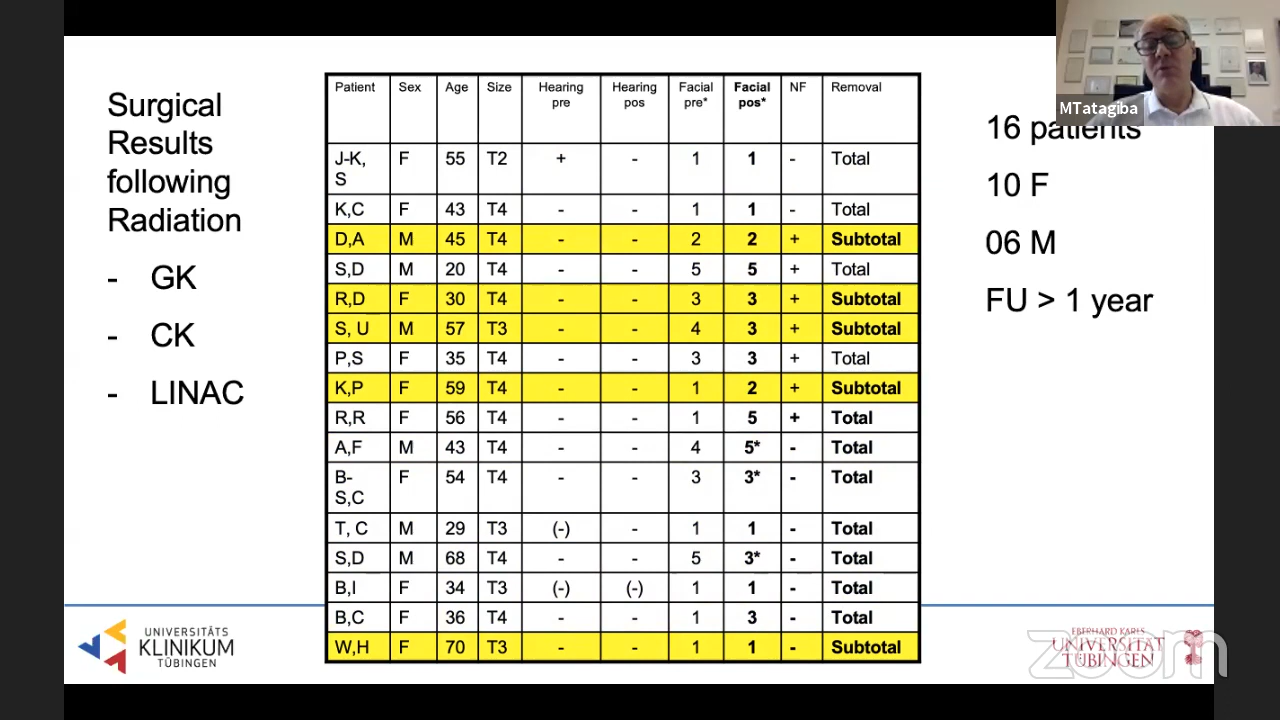 MTatagiba
Surgical
Results
following
Radiation
- GK
- CK
- LINAC
Patient Sex Age Size Hearing pre Hearing pos Facial pre* Facial pos* NF Removal
J-K, S F 55 T2 + - 1 1 - Total
K,C F 43 T4 - - 1 1 - Total
D,A M 45 T4 - - 2 2 + Subtotal
S,D M 20 T4 - - 5 5 + Total
R,D F 30 T4 - - 3 3 + Subtotal
S, U M 57 T3 - - 4 3 + Subtotal
P,S F 35 T4 - - 3 3 + Total
K,P F 59 T4 - - 1 2 + Subtotal
R,R F 56 T4 - - 1 5 + Total
A,F M 43 T4 - - 4 5* - Total
B-S,C F 54 T4 - - 3 3* - Total
T, C M 29 T3 (-) - 1 1 - Total
S,D M 68 T4 - - 5 3* - Total
B,I F 34 T3 (-) (-) 1 1 - Total
B,C F 36 T4 - - 1 3 - Total
W,H F 70 T3 - - 1 1 - Subtotal
16 patients
10 F
06 M
FU > 1 year
UNIVERSITÄTS
KLINIKUM
TÜBINGEN
EBERHARD KARLS
UNIVERSITÄT
TÜBINGEN
zoom